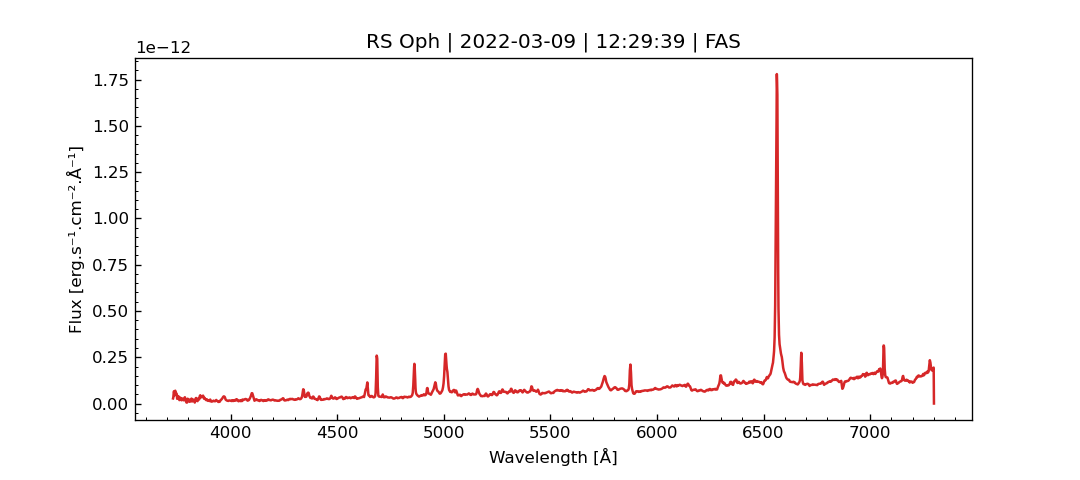 RS Oph | 2022-03-09 | 12:29:39 | FAS
1e−12
1.75
1.50
1.25
1.00
0.75
0.50
0.25
0.00
Flux [erg.s⁻¹.cm⁻².Å⁻¹]
4000 4500 5000 5500 6000 6500 7000
Wavelength [Å]